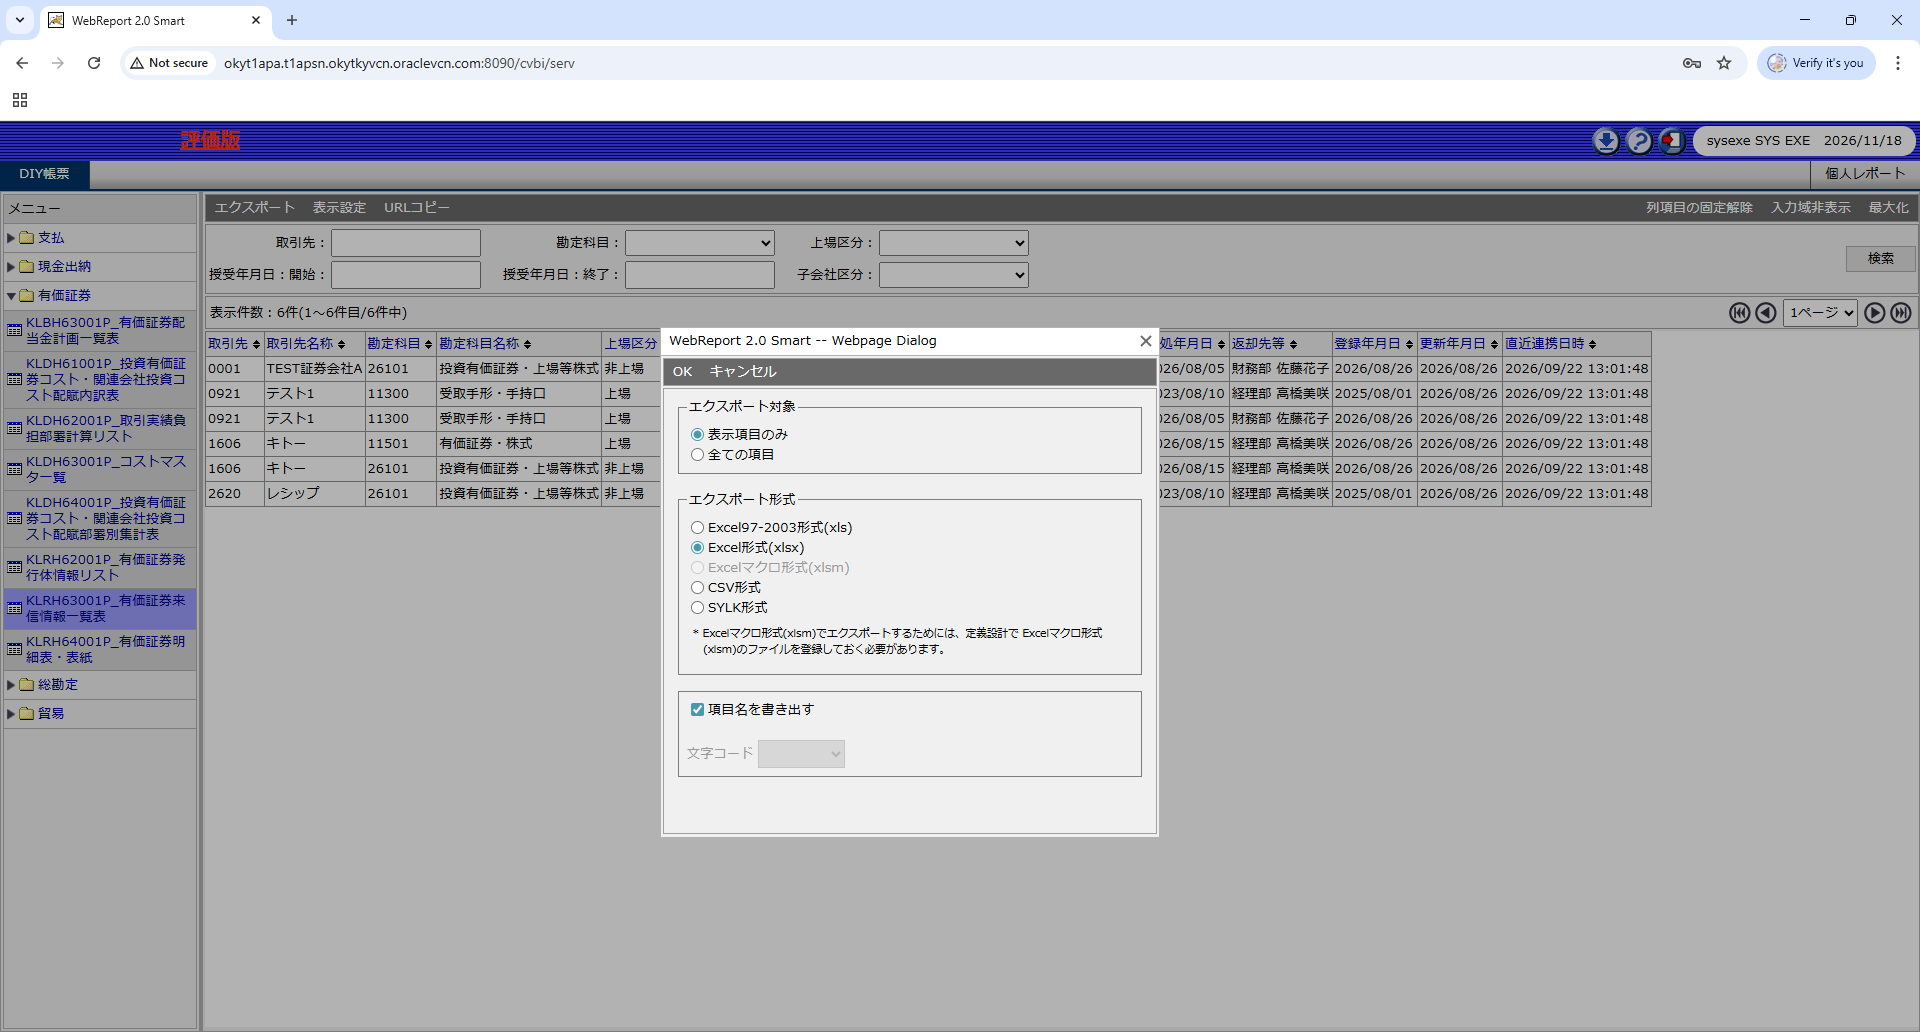 WebReport 2.0 Smart
Not secure
okyt1apa.t1apsn.okytkyvcn.oraclevcn.com:8090/cvbi/serv
Verify it's you
評価版
sysexe SYS EXE 2026/11/18
DIY帳票
個人レポート
メニュー
支払
現金出納
有価証券
KLBH63001P_有価証券配
当金計画一覧表
KLDH61001P_投資有価証
券コスト・関連会社投資コ
スト配賦内訳表
KLDH62001P_取引実績負
担部署計算リスト
KLDH63001P_コストマス
タ一覧
KLDH64001P_投資有価証
券コスト・関連会社投資コ
スト配賦部署別集計表
KLRH62001P_有価証券発
行体情報リスト
KLRH63001P_有価証券来
信情報一覧表
KLRH64001P_有価証券明
細表・表紙
総勘定
貿易
エクスポート 表示設定 URLコピー
列項目の固定解除 入力域非表示 最大化
取引先： 勘定科目： 上場区分：
授受年月日：開始： 授受年月日：終了： 子会社区分：
検索
表示件数：6件(1～6件目/6件中)
1ページ
取引先 取引先名称 勘定科目 勘定科目名称 上場区分 処年月日 返却先等 登録年月日 更新年月日 直近連携日時
0001 TEST証券会社A 26101 投資有価証券・上場等株式 非上場 26/08/05 財務部 佐藤花子 2026/08/26 2026/08/26 2026/09/22 13:01:48
0921 テスト1 11300 受取手形・手持口 上場 23/08/10 経理部 高橋美咲 2025/08/01 2026/08/26 2026/09/22 13:01:48
0921 テスト1 11300 受取手形・手持口 上場 26/08/05 財務部 佐藤花子 2026/08/26 2026/08/26 2026/09/22 13:01:48
1606 キトー 11501 有価証券・株式 上場 26/08/15 経理部 高橋美咲 2026/08/26 2026/08/26 2026/09/22 13:01:48
1606 キトー 26101 投資有価証券・上場等株式 非上場 26/08/15 経理部 高橋美咲 2026/08/26 2026/08/26 2026/09/22 13:01:48
2620 レシップ 26101 投資有価証券・上場等株式 非上場 23/08/10 経理部 高橋美咲 2025/08/01 2026/08/26 2026/09/22 13:01:48
WebReport 2.0 Smart -- Webpage Dialog
OK キャンセル
エクスポート対象
表示項目のみ
全ての項目
エクスポート形式
Excel97-2003形式(xls)
Excel形式(xlsx)
Excelマクロ形式(xlsm)
CSV形式
SYLK形式
* Excelマクロ形式(xlsm)でエクスポートするためには、定義設計で Excelマクロ形式
(xlsm)のファイルを登録しておく必要があります。
項目名を書き出す
文字コード